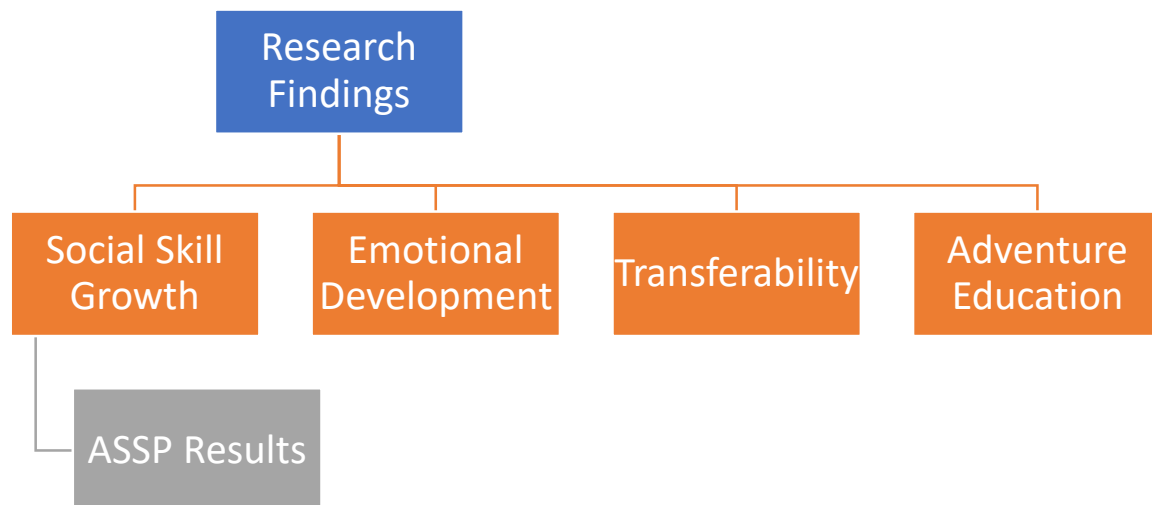 Research
Findings
Social Skill
Growth
Emotional
Development
Transferability
Adventure
Education
ASSP Results